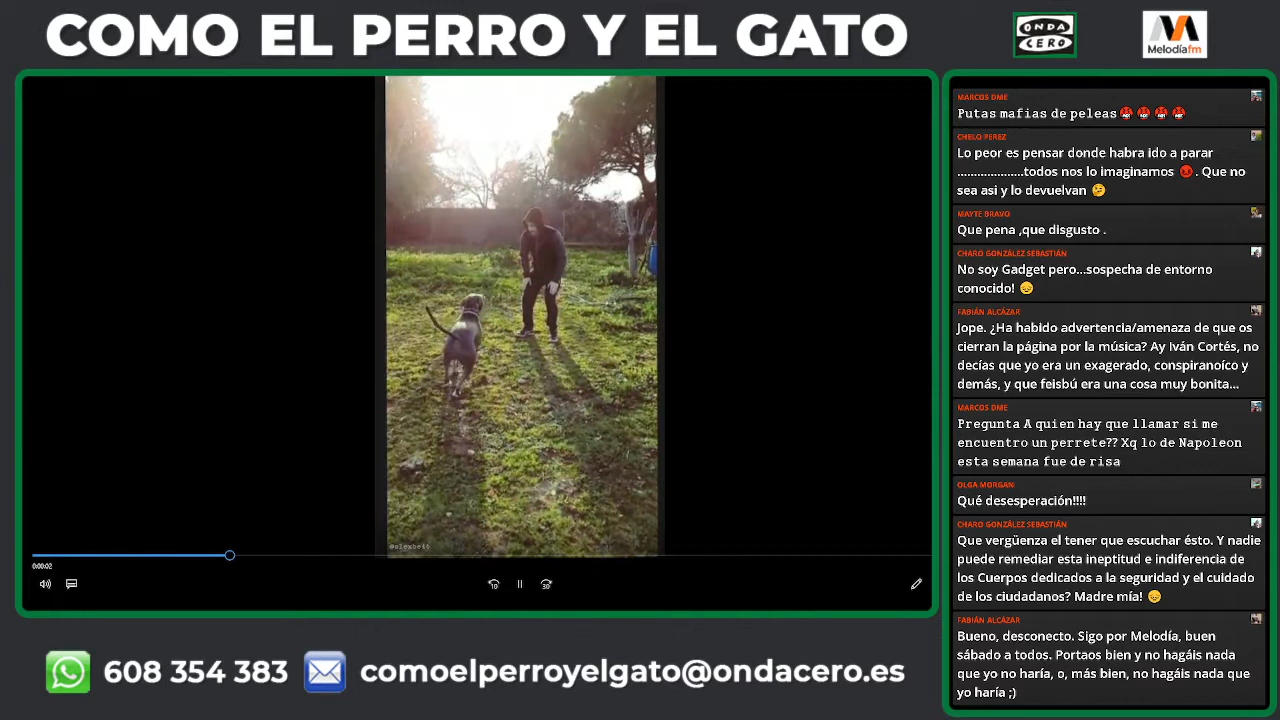 COMO EL PERRO Y EL GATO
ONDA
CERO
Melodíafm
MARCOS DME
Putas mafias de peleas
CHELO PEREZ
Lo peor es pensar donde habra ido a parar
....................todos nos lo imaginamos 😡. Que no
sea asi y lo devuelvan
MAYTE BRAVO
Que pena ,que disgusto .
CHARO GONZÁLEZ SEBASTIÁN
No soy Gadget pero...sospecha de entorno
conocido! 😞
FABIÁN ALCÁZAR
Jope. ¿Ha habIdo advertencia/amenaza de que os
cierran la página por la música? Ay Iván Cortés, no
decías que yo era un exagerado, conspiranoíco y
demás, y que feisbú era una cosa muy bonita...
MARCOS DME
Pregunta A quien hay que llamar si me
encuentro un perrete?? Xq lo de Napoleon
esta semana fue de risa
OLGA MORGAN
Qué desesperación!!!!
CHARO GONZÁLEZ SEBASTIÁN
Que vergüenza el tener que escuchar ésto. Y nadie
puede remediar esta ineptitud e indiferencia de
los Cuerpos dedicados a la seguridad y el cuidado
de los ciudadanos? Madre mía! 😞
FABIÁN ALCÁZAR
Bueno, desconecto. Sigo por Melodía, buen
sábado a todos. Portaos bien y no hagáis nada
que yo no haría, o, más bien, no hagáis nada que
yo haría ;)
@alexbe46
0:00:02
10
30
608 354 383
comoelperroyelgato@ondacero.es